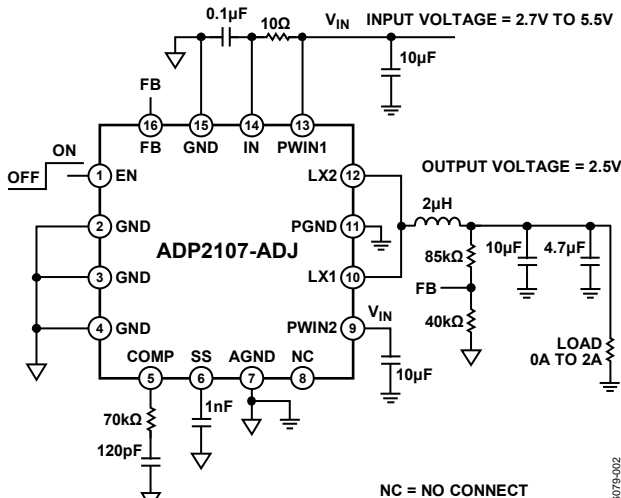 0.1µF
10Ω
VIN
INPUT VOLTAGE = 2.7V TO 5.5V
10µF
FB
16
15
14
13
FB
GND
IN
PWIN1
ON
OFF
1
EN
LX2
12
OUTPUT VOLTAGE = 2.5V
2µH
2
GND
PGND
11
ADP2107-ADJ
85kΩ
10µF
4.7µF
3
GND
LX1
10
FB
VIN
4
GND
PWIN2
9
40kΩ
LOAD
0A TO 2A
COMP
SS
AGND
NC
5
6
7
8
10µF
70kΩ
1nF
120pF
NC = NO CONNECT
6079-002